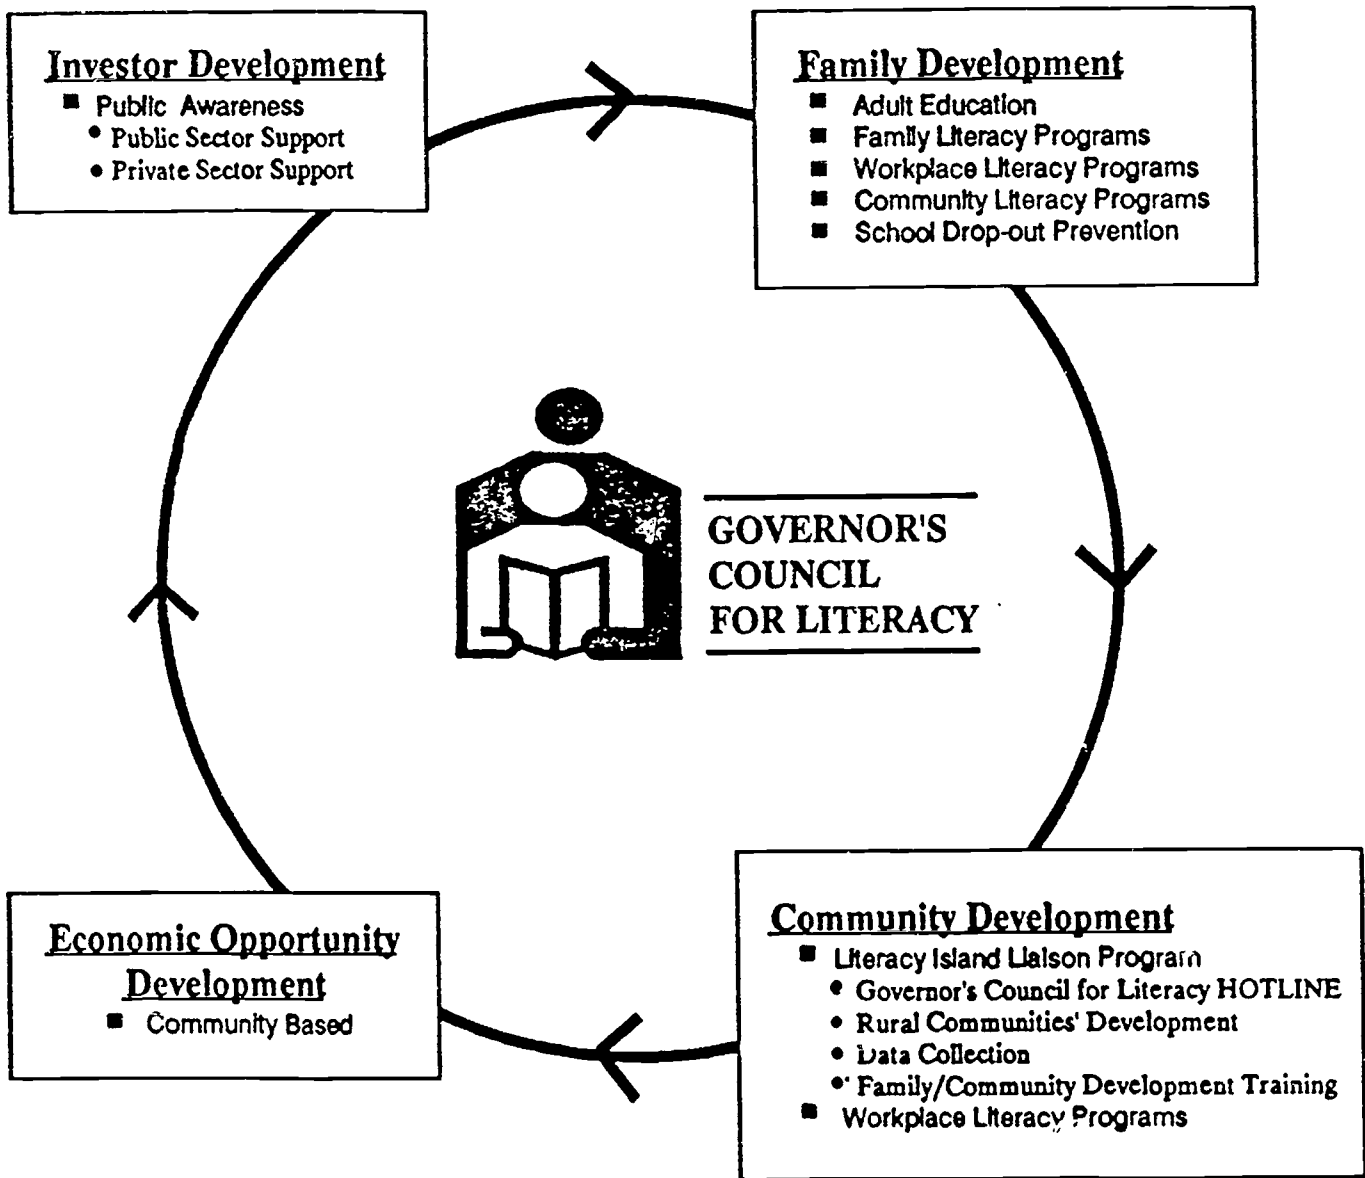 Investor Development
■ Public Awareness
• Public Sector Support
• Private Sector Support
Family Development
■ Adult Education
■ Family Literacy Programs
■ Workplace Literacy Programs
■ Community Literacy Programs
■ School Drop-out Prevention
GOVERNOR'S
COUNCIL
FOR LITERACY
Economic Opportunity
Development
■ Community Based
Community Development
■ Literacy Island Liaison Program
• Governor's Council for Literacy HOTLINE
• Rural Communities' Development
• Data Collection
• Family/Community Development Training
■ Workplace Literacy Programs